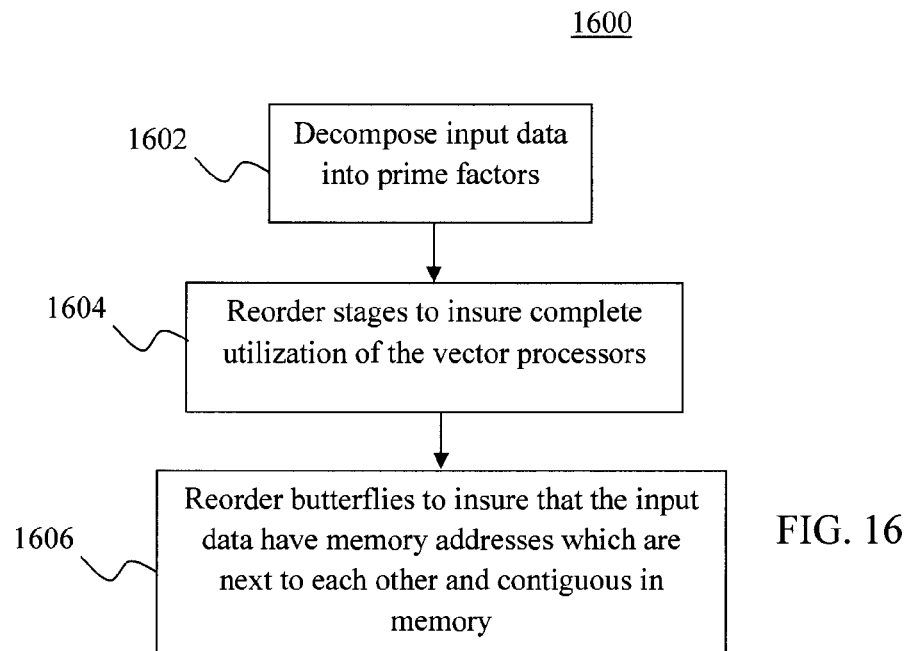 1600
1602
Decompose input data
into prime factors
1604
Reorder stages to insure complete
utilization of the vector processors
1606
Reorder butterflies to insure that the input
data have memory addresses which are
next to each other and contiguous in
memory
FIG. 16